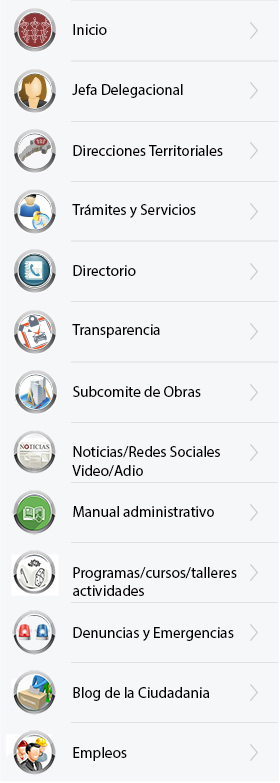 Inicio
Jefa Delegacional
Direcciones Territoriales
Trámites y Servicios
Directorio
Transparencia
Subcomite de Obras
NOTICIAS
Noticias/Redes Sociales
Video/Adio
Manual administrativo
Programas/cursos/talleres
actividades
Denuncias y Emergencias
Blog de la Ciudadania
Empleos